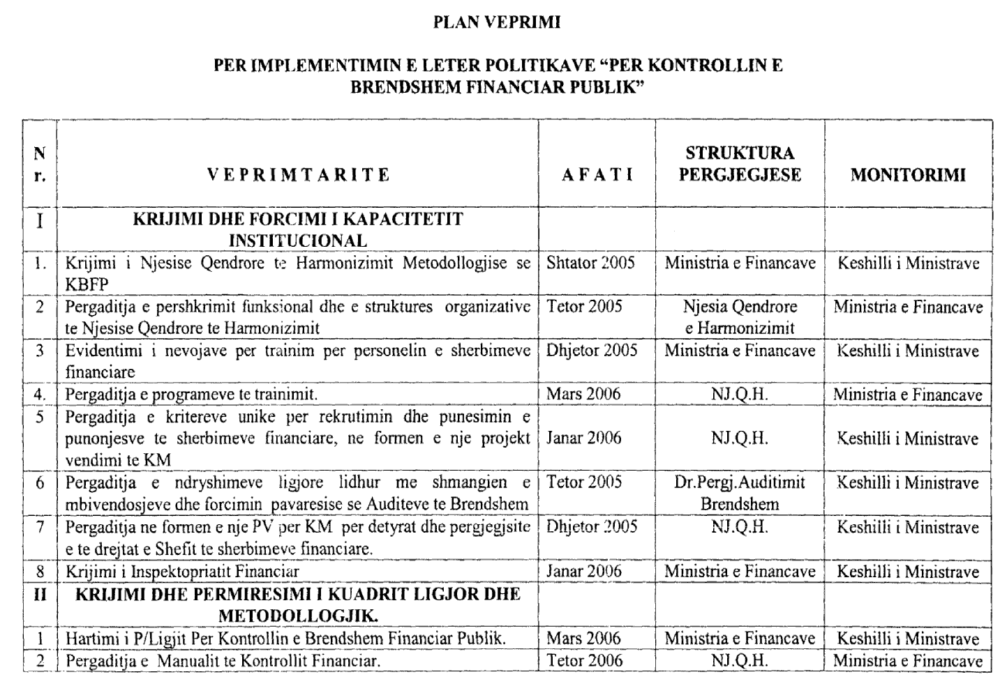 PLAN VEPRIMI
PER IMPLEMENTIMIN E LETER POLITIKAVE “PER KONTROLLIN E
BRENDSHEM FINANCIAR PUBLIK”
N
r.
V E P R I M T A R I T E
A F A T I
STRUKTURA
PERGJEGJESE
MONITORIMI
I
KRIJIMI DHE FORCIMI I KAPACITETIT
INSTITUCIONAL
1.
Krijimi i Njesise Qendrore te Harmonizimit Metodollogjise se
KBFP
Shtator 2005
Ministria e Financave
Keshilli i Ministrave
2
Pergaditja e pershkrimit funksional dhe e struktures organizative
te Njesise Qendrore te Harmonizimit
Tetor 2005
Njesia Qendrore
e Harmonizimit
Ministria e Financave
3
Evidentimi i nevojave per trainim per personelin e sherbimeve
financiare
Dhjetor 2005
Ministria e Financave
Keshilli i Ministrave
4.
Pergaditja e programeve te trainimit.
Mars 2006
NJ.Q.H.
Ministria e Financave
5
Pergaditja e kritereve unike per rekrutimin dhe punesimin e
punonjesve te sherbimeve financiare, ne formen e nje projekt
vendimi te KM
Janar 2006
NJ.Q.H.
Keshilli i Ministrave
6
Pergaditja e ndryshimeve ligjore lidhur me shmangien e
mbivendosjeve dhe forcimin pavaresise se Auditeve te Brendshem
Tetor 2005
Dr.Pergj.Auditimit
Brendshem
Keshilli i Ministrave
7
Pergaditja ne formen e nje PV per KM per detyrat dhe pergjegjsite
e te drejtat e Shefit te sherbimeve financiare.
Dhjetor 2005
NJ.Q.H.
Keshilli i Ministrave
8
Krijimi i Inspektopriatit Financiar
Janar 2006
Ministria e Financave
Keshilli i Ministrave
II
KRIJIMI DHE PERMIRESIMI I KUADRIT LIGJOR DHE
METODOLLOGJIK.
1
Hartimi i P/Ligjit Per Kontrollin e Brendshem Financiar Publik.
Mars 2006
Ministria e Financave
Keshilli i Ministrave
2
Pergaditja e Manualit te Kontrollit Financiar.
Tetor 2006
NJ.Q.H.
Ministria e Financave